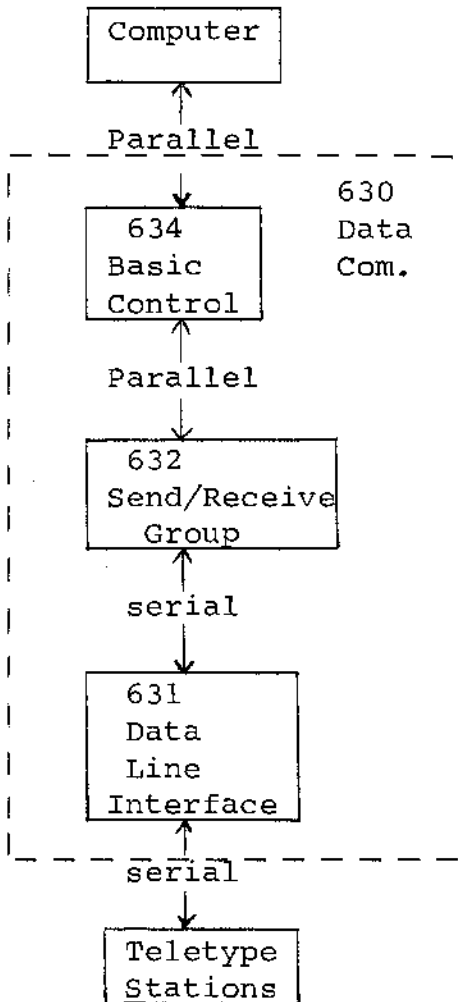 Computer
Parallel
630
Data
Com.
634
Basic
Control
Parallel
632
Send/Receive
Group
serial
631
Data
Line
Interface
serial
Teletype
Stations